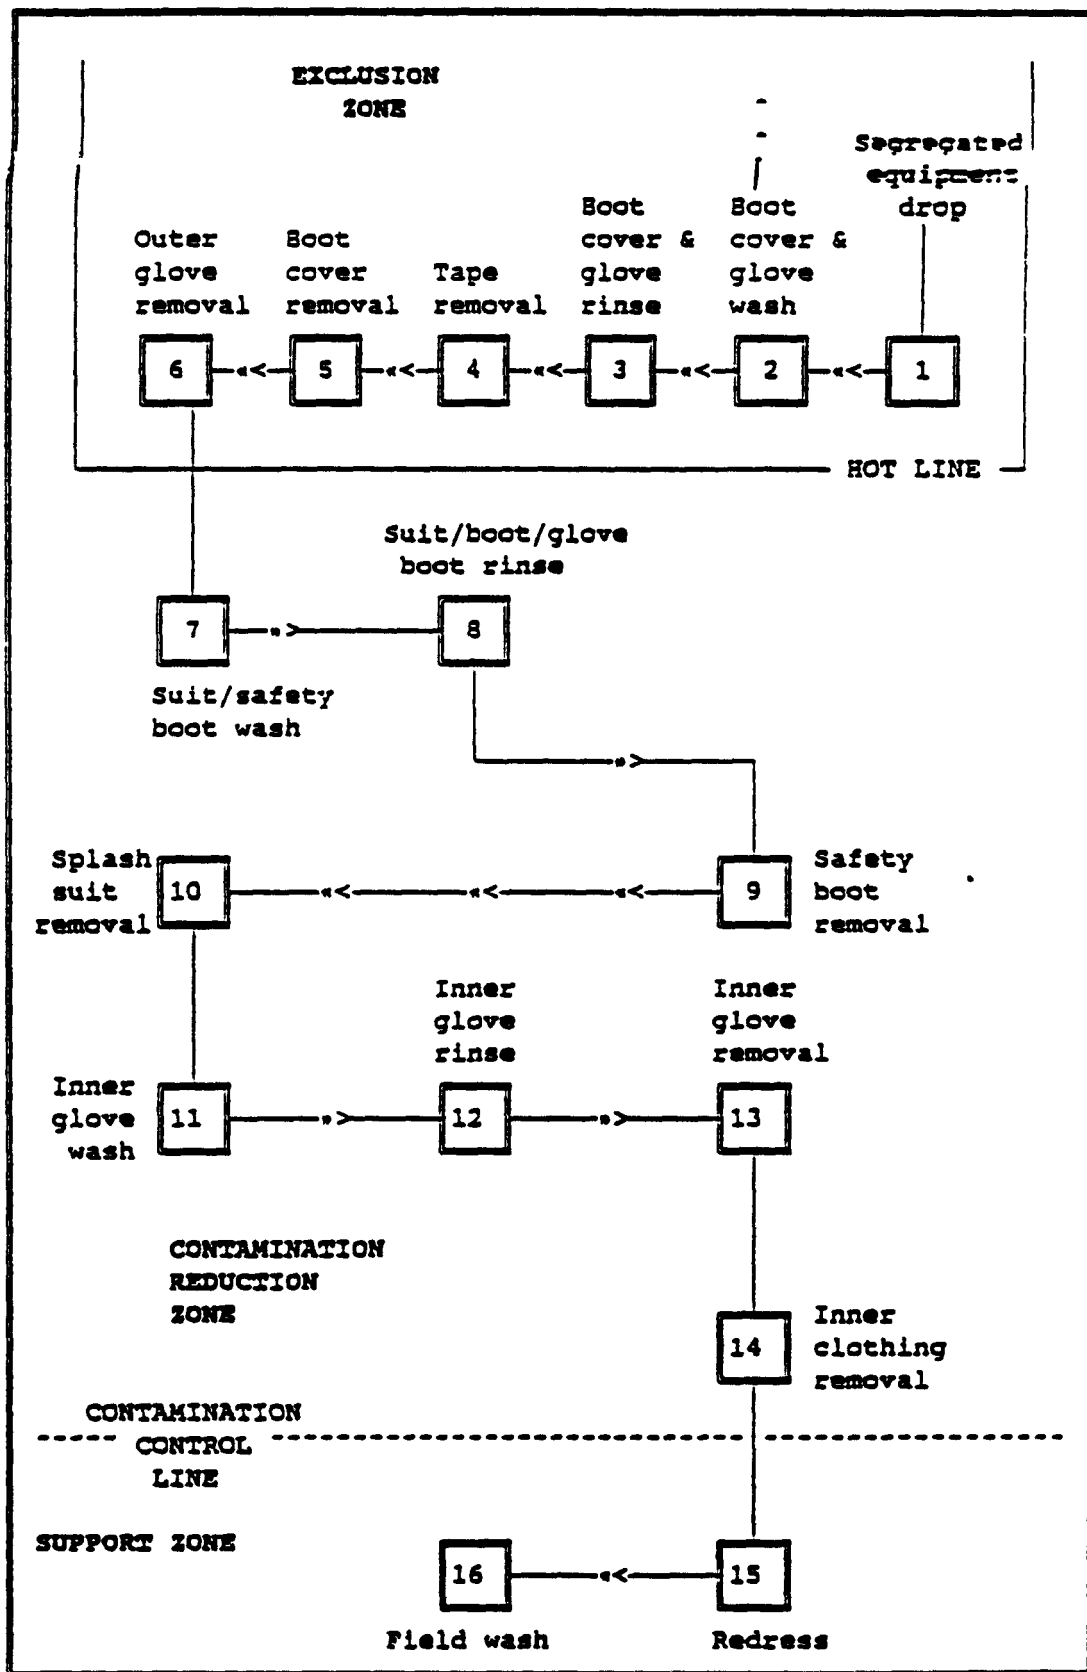 EXCLUSION
ZONE
Segregated
equipment
drop
Boot
cover &
glove
wash
Boot
cover &
glove
rinse
Tape
removal
Boot
cover
removal
Outer
glove
removal
6 «< 5 «< 4 «< 3 «< 2 «< 1
HOT LINE
Suit/boot/glove
boot rinse
7 »> 8
Suit/safety
boot wash
»>
Splash
suit
removal
10 «< «< «< 9
Safety
boot
removal
Inner
glove
wash
Inner
glove
rinse
Inner
glove
removal
11 »> 12 »> 13
CONTAMINATION
REDUCTION
ZONE
14
Inner
clothing
removal
CONTAMINATION
CONTROL
LINE
SUPPORT ZONE
16 «< 15
Field wash
Redress